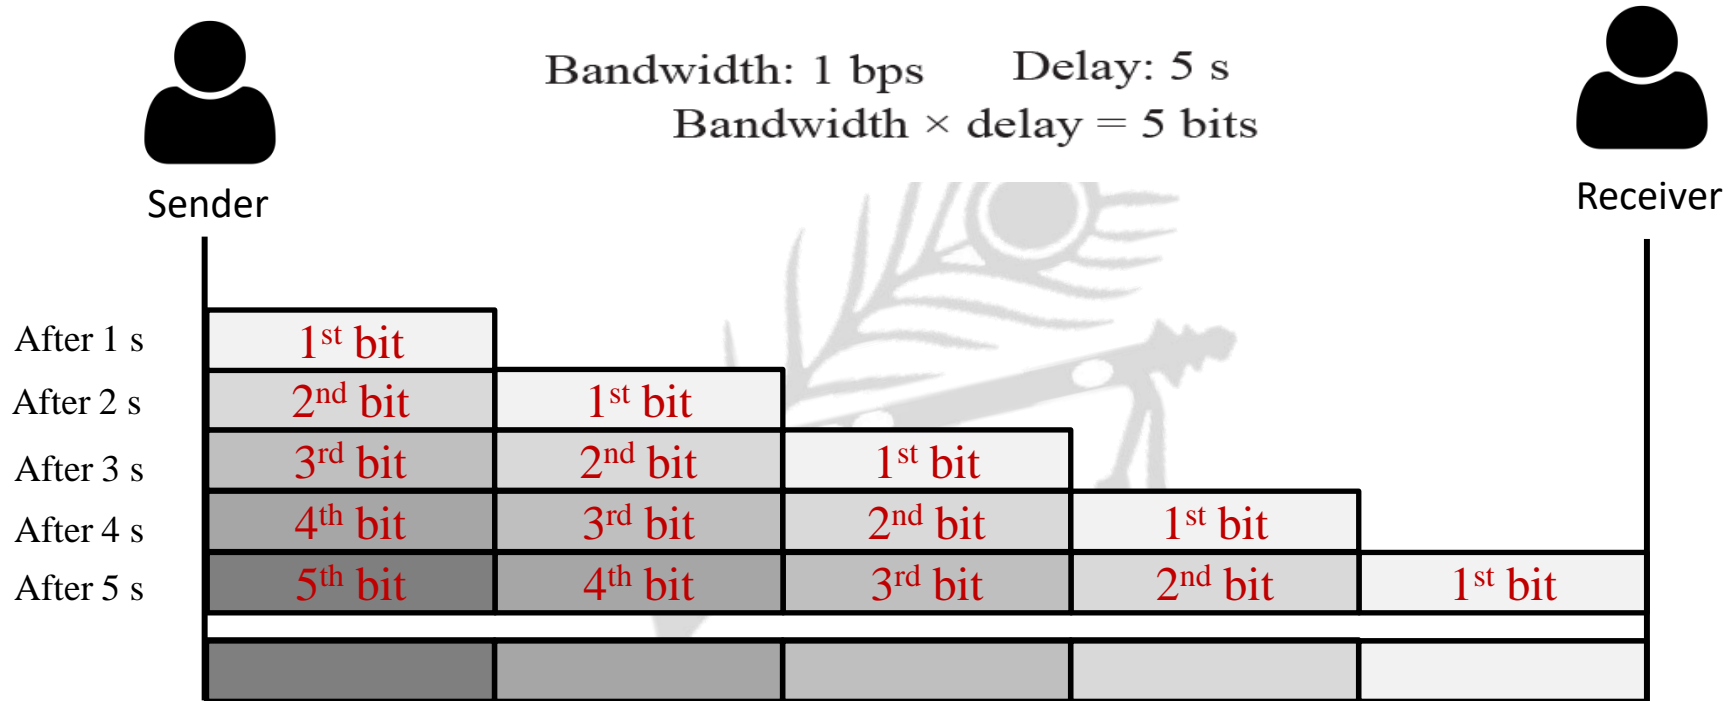 Bandwidth: 1 bps Delay: 5 s
Bandwidth × delay = 5 bits
Sender
Receiver
After 1 s 1st bit
After 2 s 2nd bit 1st bit
After 3 s 3rd bit 2nd bit 1st bit
After 4 s 4th bit 3rd bit 2nd bit 1st bit
After 5 s 5th bit 4th bit 3rd bit 2nd bit 1st bit